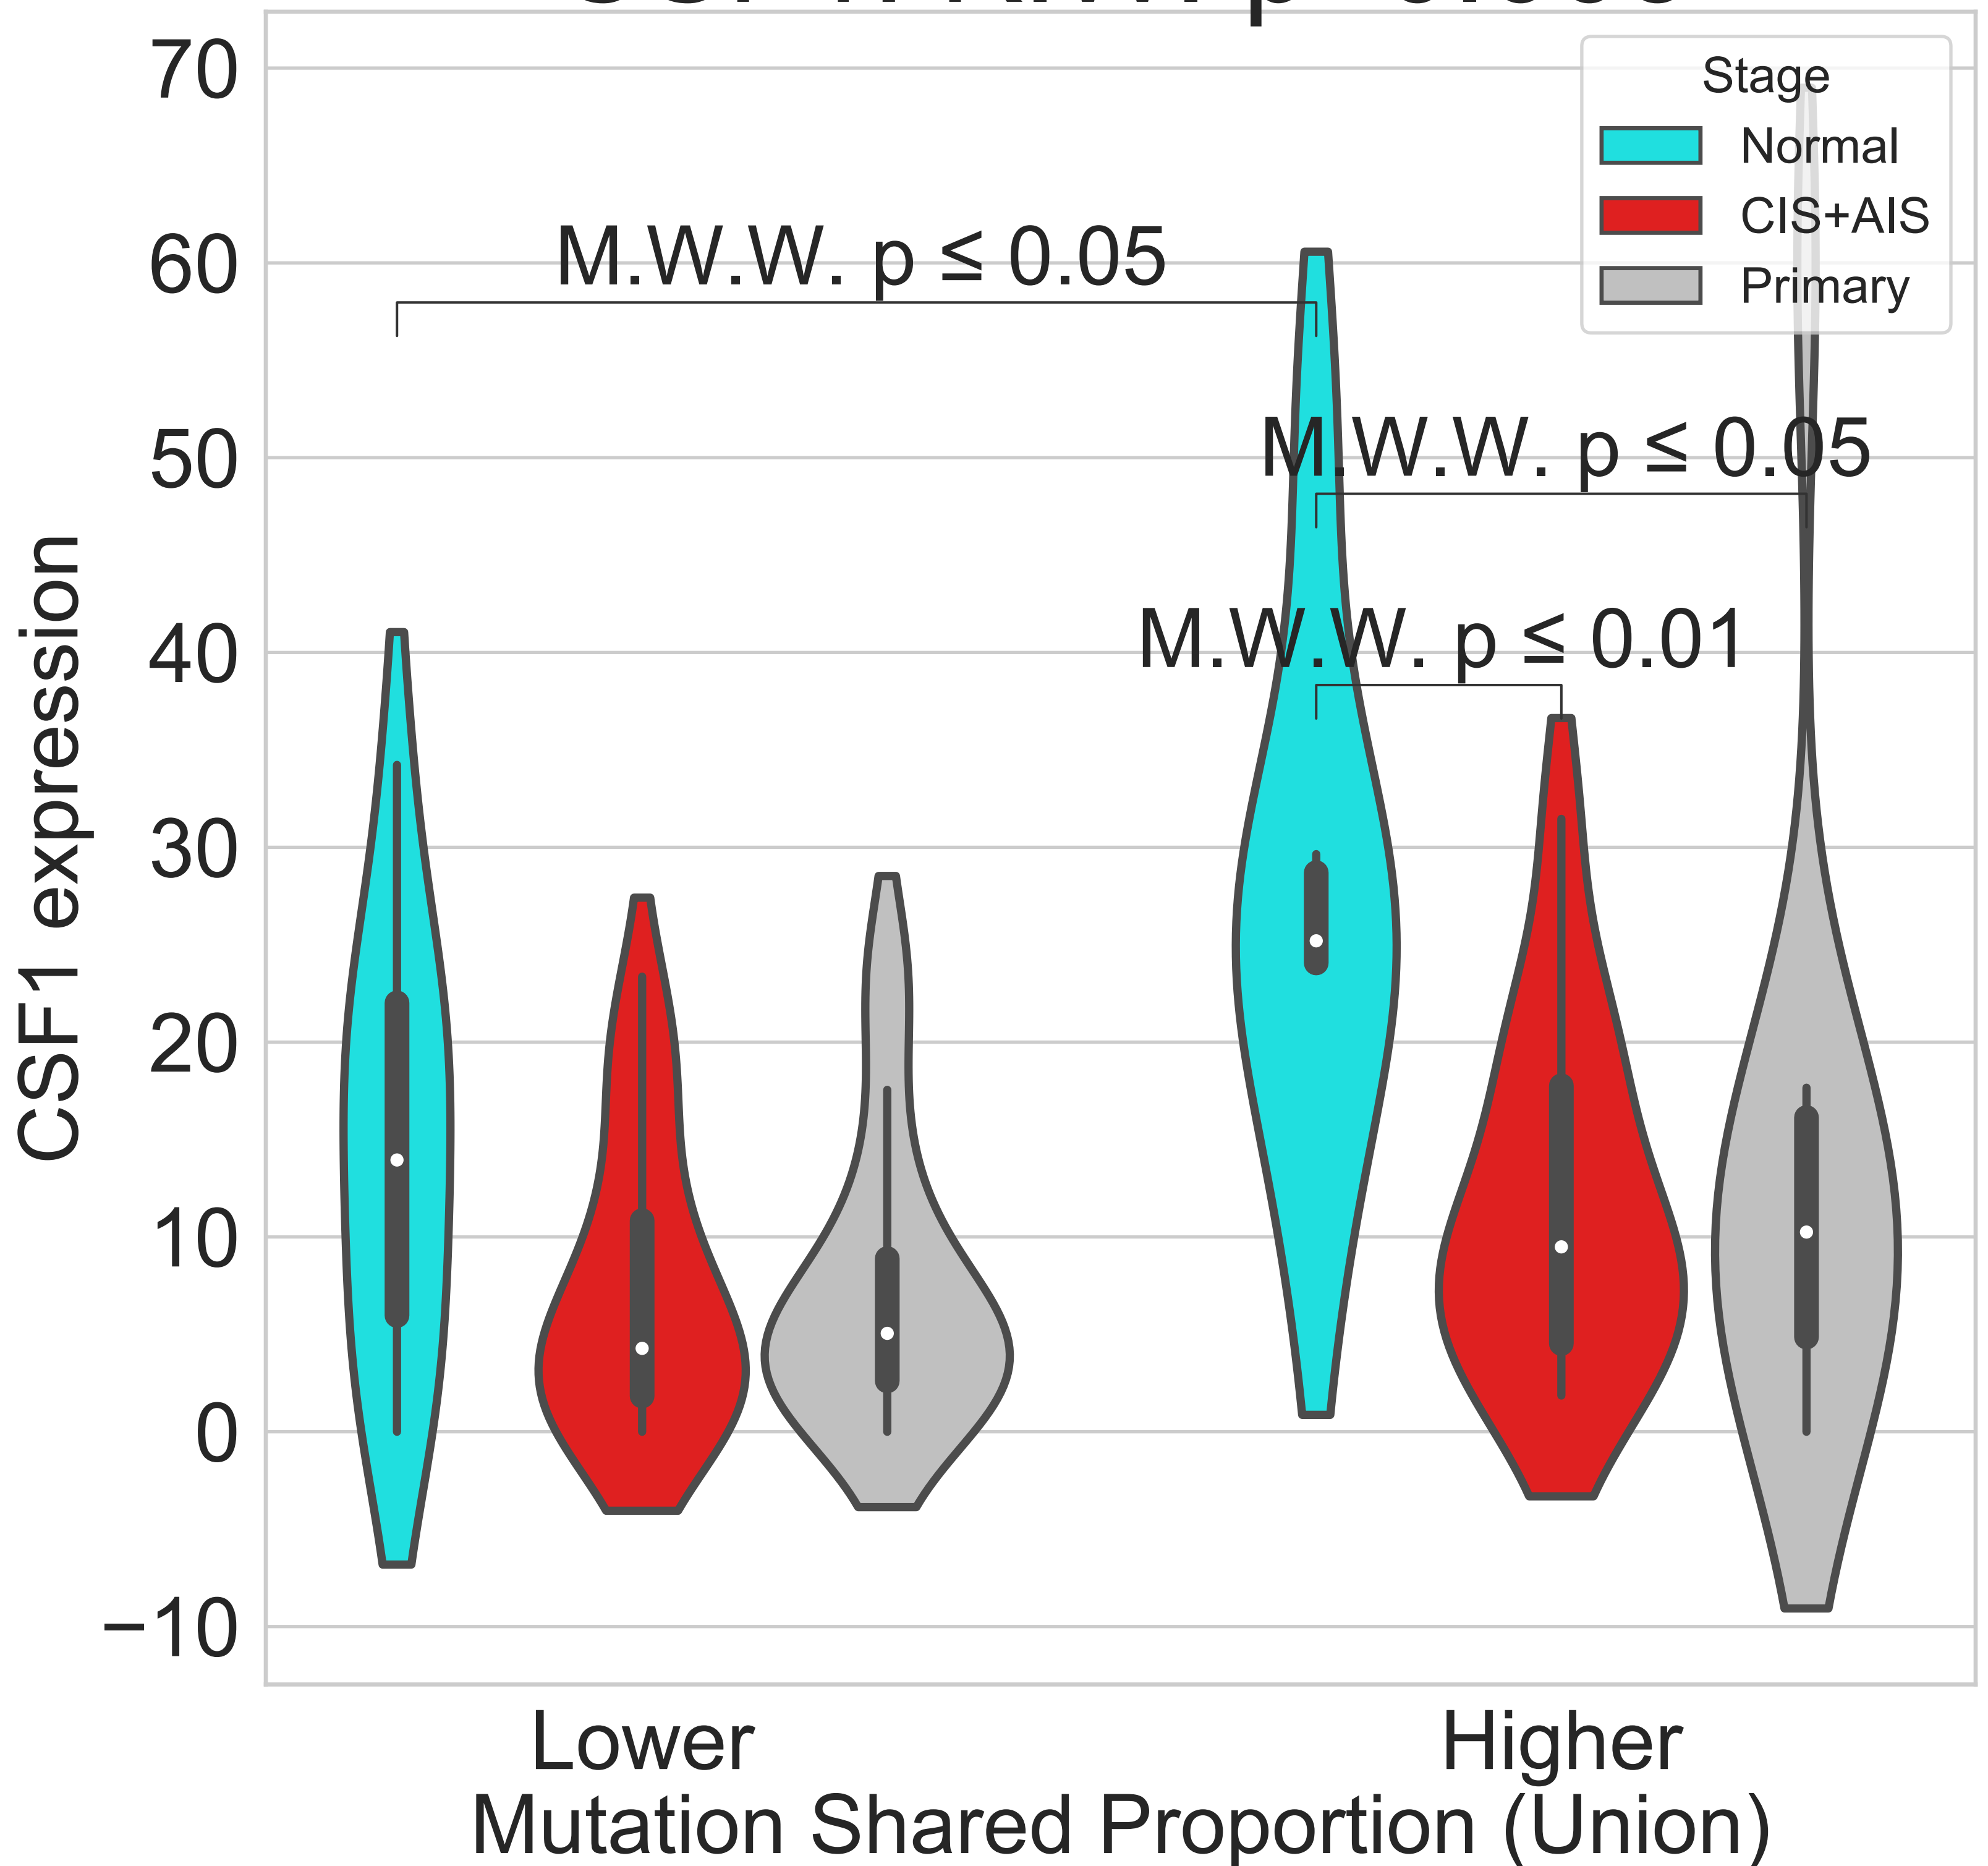 70
60
50
40
30
20
10
0
−10
CSF1 expression
Stage
Normal
CIS+AIS
Primary
M.W.W. p ≤ 0.05
M.W.W. p ≤ 0.05
M.W.W. p ≤ 0.01
Lower
Higher
Mutation Shared Proportion (Union)